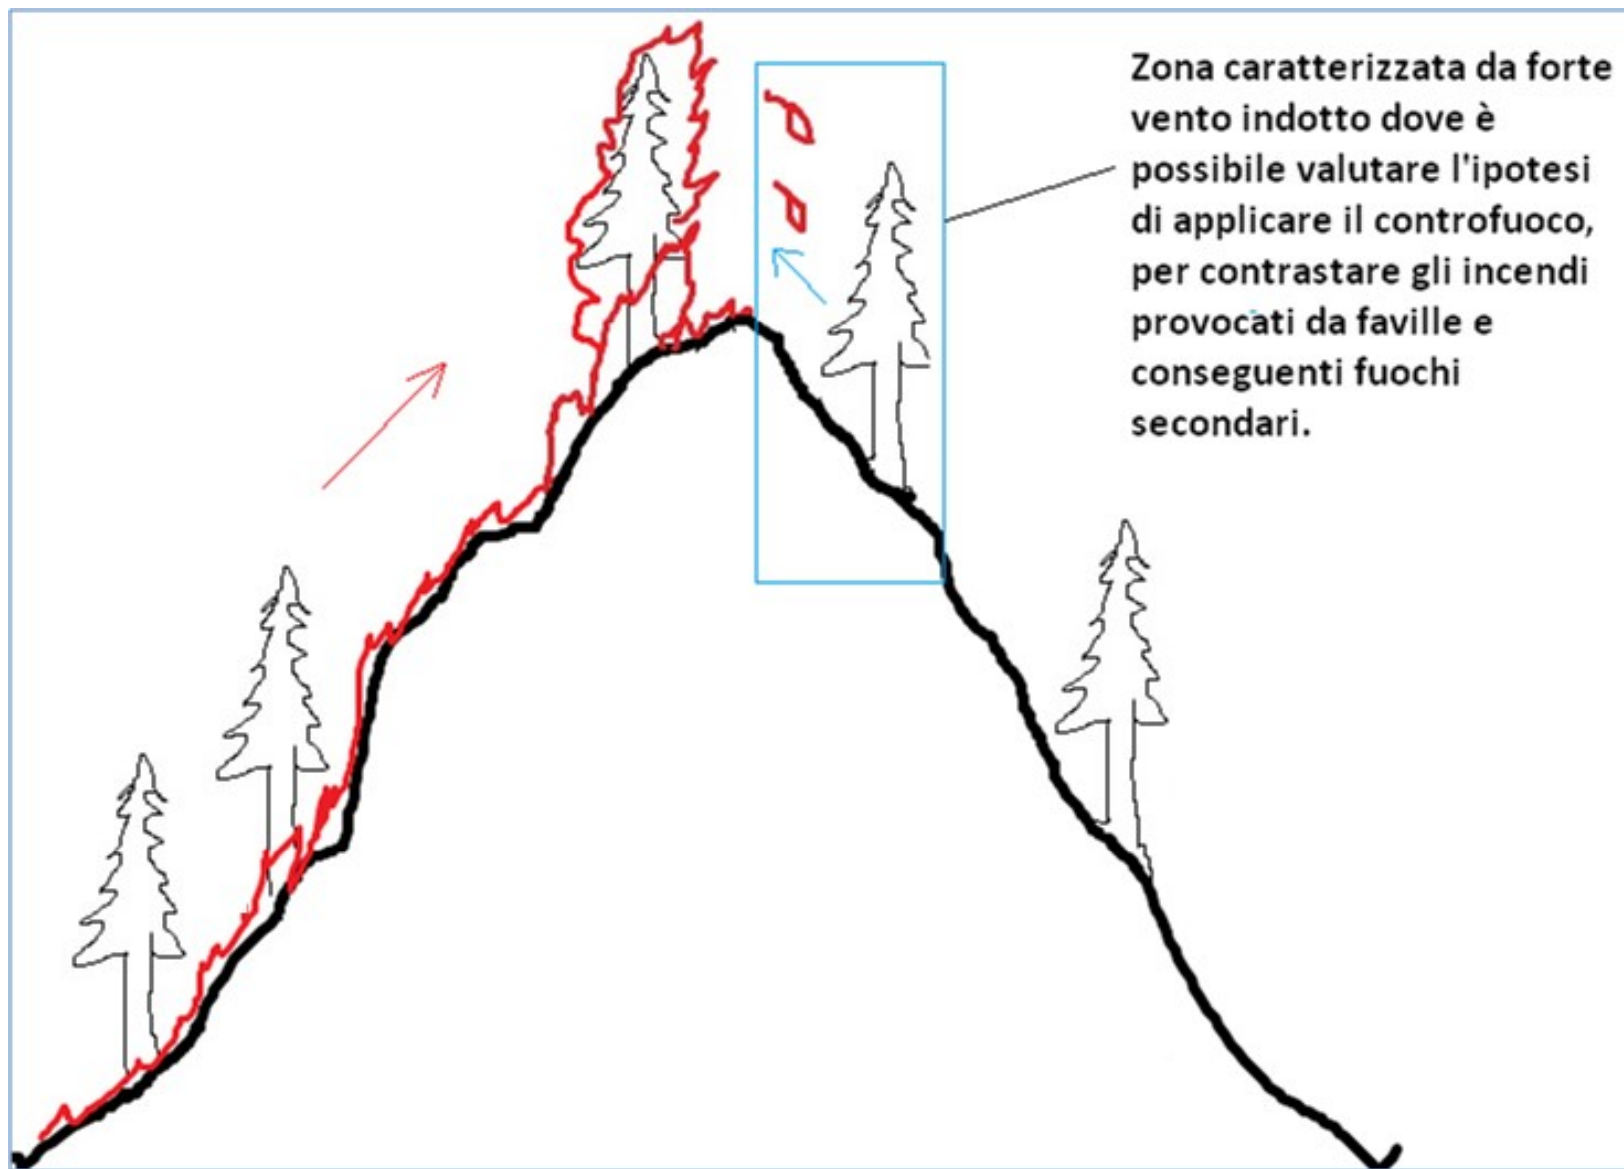 Zona caratterizzata da forte
vento indotto dove è
possibile valutare l'ipotesi
di applicare il controfuoco,
per contrastare gli incendi
provocati da faville e
conseguenti fuochi
secondari.